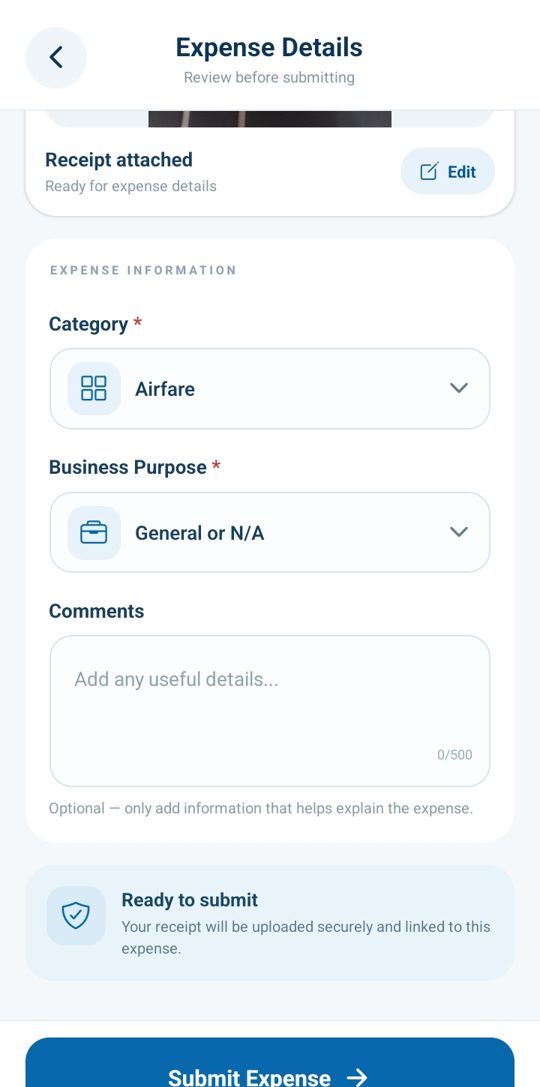 Expense Details
Review before submitting
Receipt attached
Ready for expense details
Edit
EXPENSE INFORMATION
Category *
Airfare
Business Purpose *
General or N/A
Comments
Add any useful details...
0/500
Optional — only add information that helps explain the expense.
Ready to submit
Your receipt will be uploaded securely and linked to this
expense.
Submit Expense →